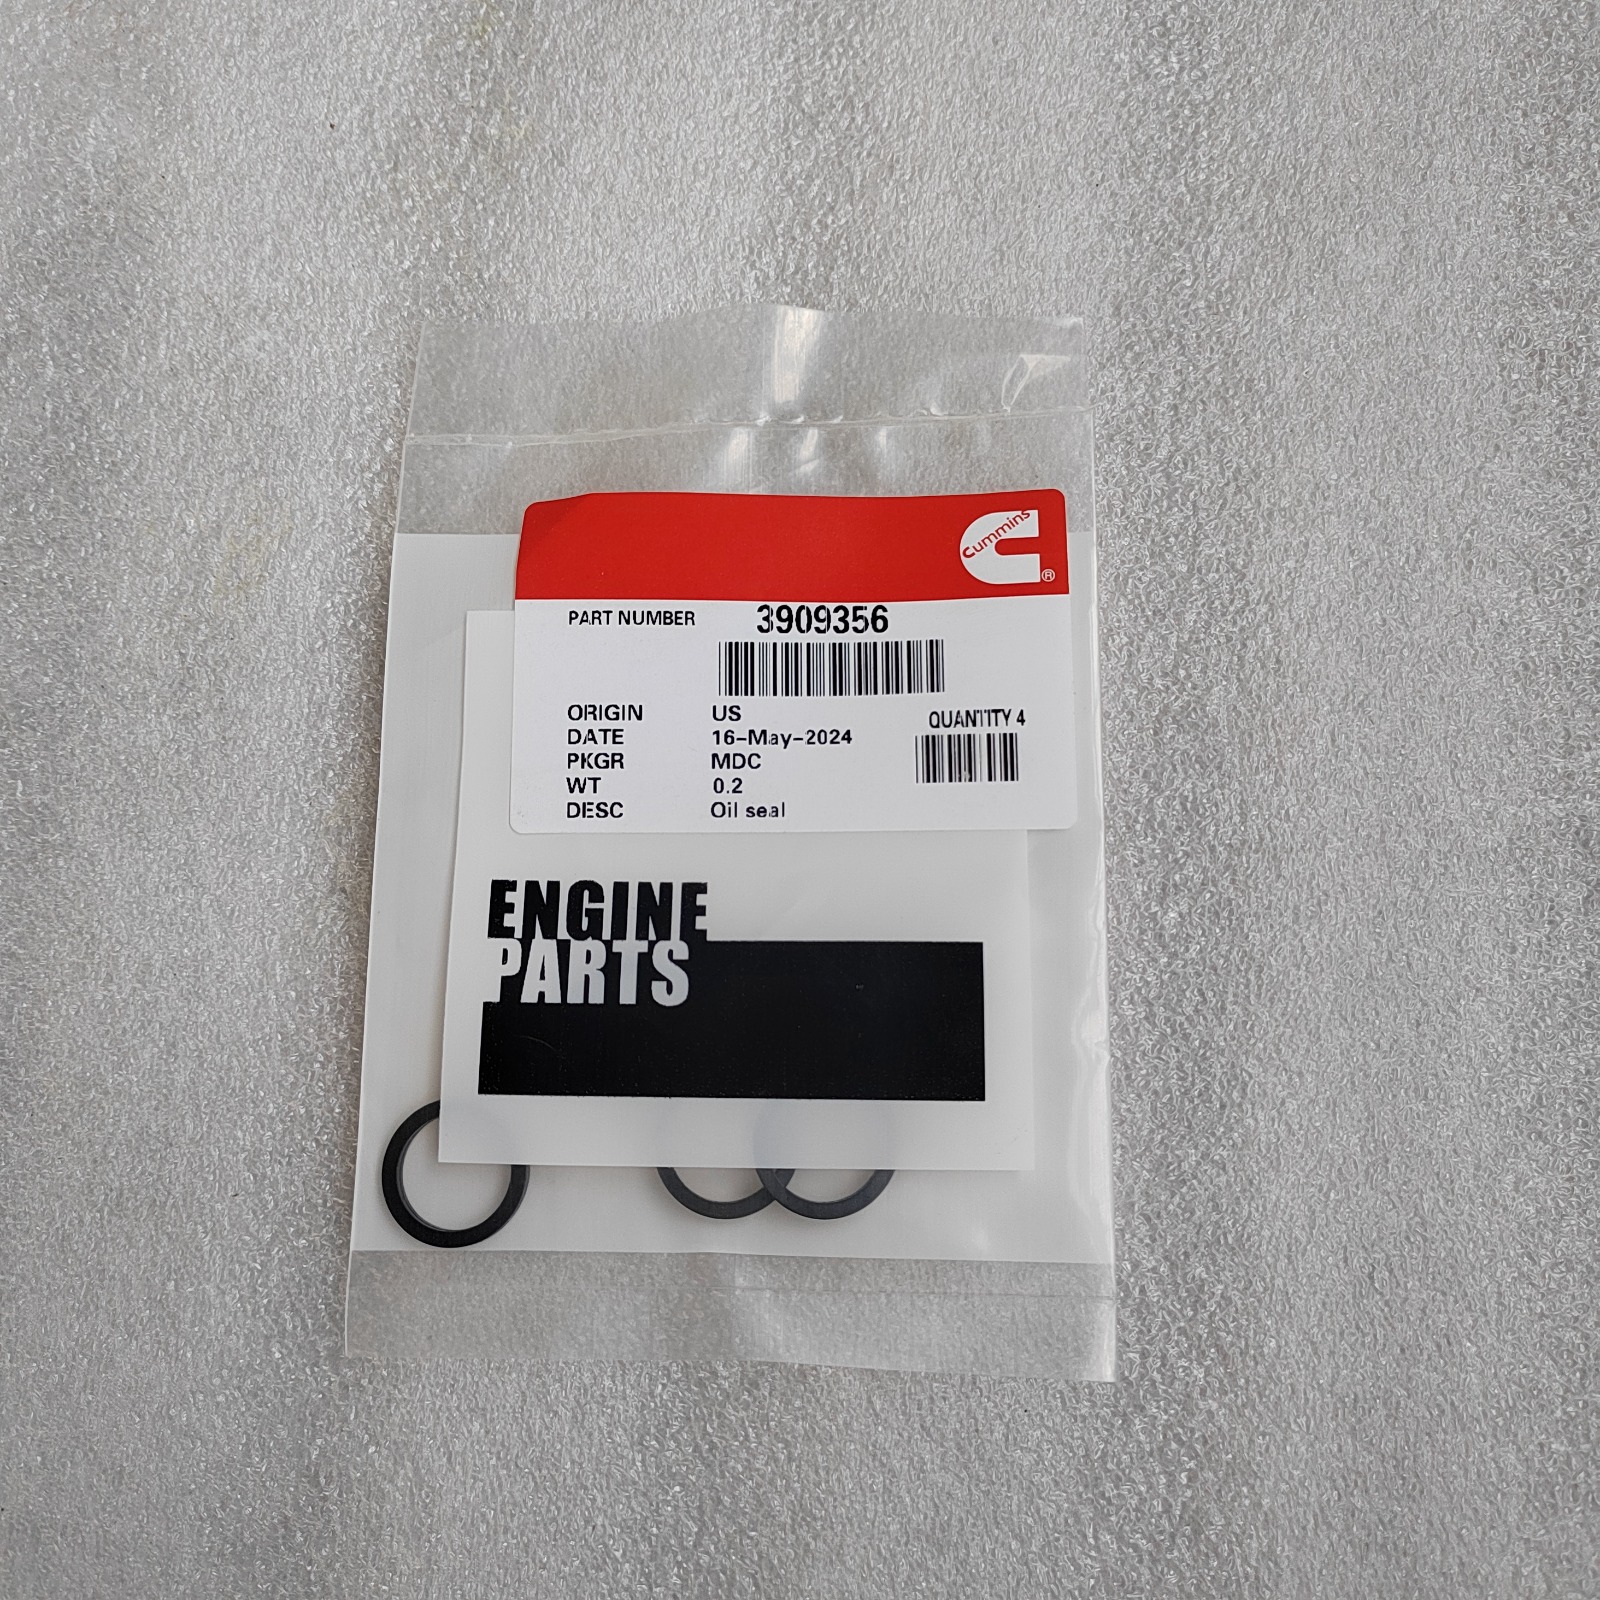 Cummins
®
PART NUMBER 3909356
ORIGIN US
QUANTITY 4
DATE 16-May-2024
PKGR MDC
WT 0.2
DESC Oil seal
ENGINE
PARTS